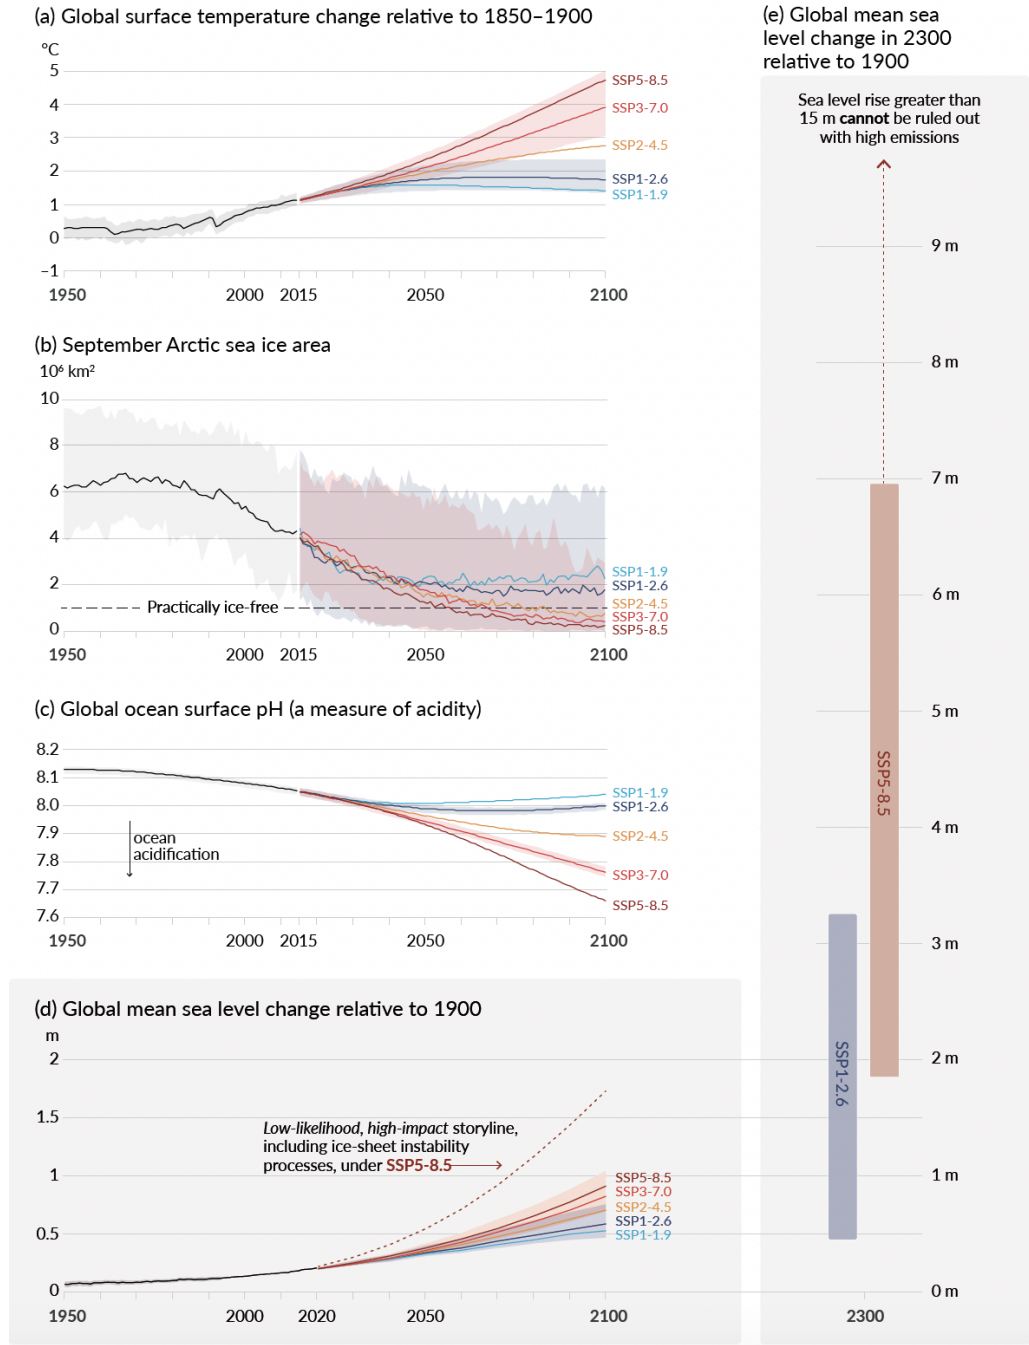 (a) Global surface temperature change relative to 1850–1900
°C
5
4
3
2
1
0
–1
SSP5-8.5
SSP3-7.0
SSP2-4.5
SSP1-2.6
SSP1-1.9
1950
2000
2015
2050
2100
(b) September Arctic sea ice area
10⁶ km²
10
8
6
4
2
0
Practically ice-free
SSP1-1.9
SSP1-2.6
SSP2-4.5
SSP3-7.0
SSP5-8.5
1950
2000
2015
2050
2100
(c) Global ocean surface pH (a measure of acidity)
8.2
8.1
8.0
7.9
7.8
7.7
7.6
ocean
acidification
SSP1-1.9
SSP1-2.6
SSP2-4.5
SSP3-7.0
SSP5-8.5
1950
2000
2015
2050
2100
(d) Global mean sea level change relative to 1900
m
2
1.5
1
0.5
0
Low-likelihood, high-impact storyline,
including ice-sheet instability
processes, under SSP5-8.5
SSP5-8.5
SSP3-7.0
SSP2-4.5
SSP1-2.6
SSP1-1.9
1950
2000
2020
2050
2100
(e) Global mean sea
level change in 2300
relative to 1900
Sea level rise greater than
15 m cannot be ruled out
with high emissions
9 m
8 m
7 m
6 m
5 m
4 m
3 m
2 m
1 m
0 m
SSP5-8.5
SSP1-2.6
2300